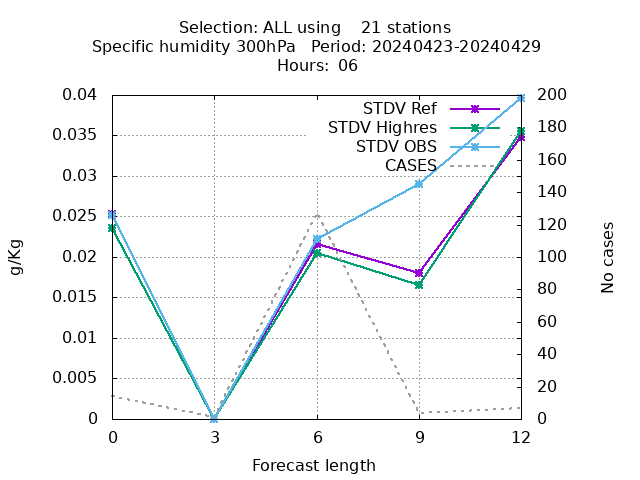 Selection: ALL using    21 stations
Specific humidity 300hPa   Period: 20240423-20240429
Hours:  06
STDV Ref
STDV Highres
STDV OBS
CASES
0.04
0.035
0.03
0.025
0.02
0.015
0.01
0.005
0
200
180
160
140
120
100
80
60
40
20
0
g/Kg
No cases
0
3
6
9
12
Forecast length